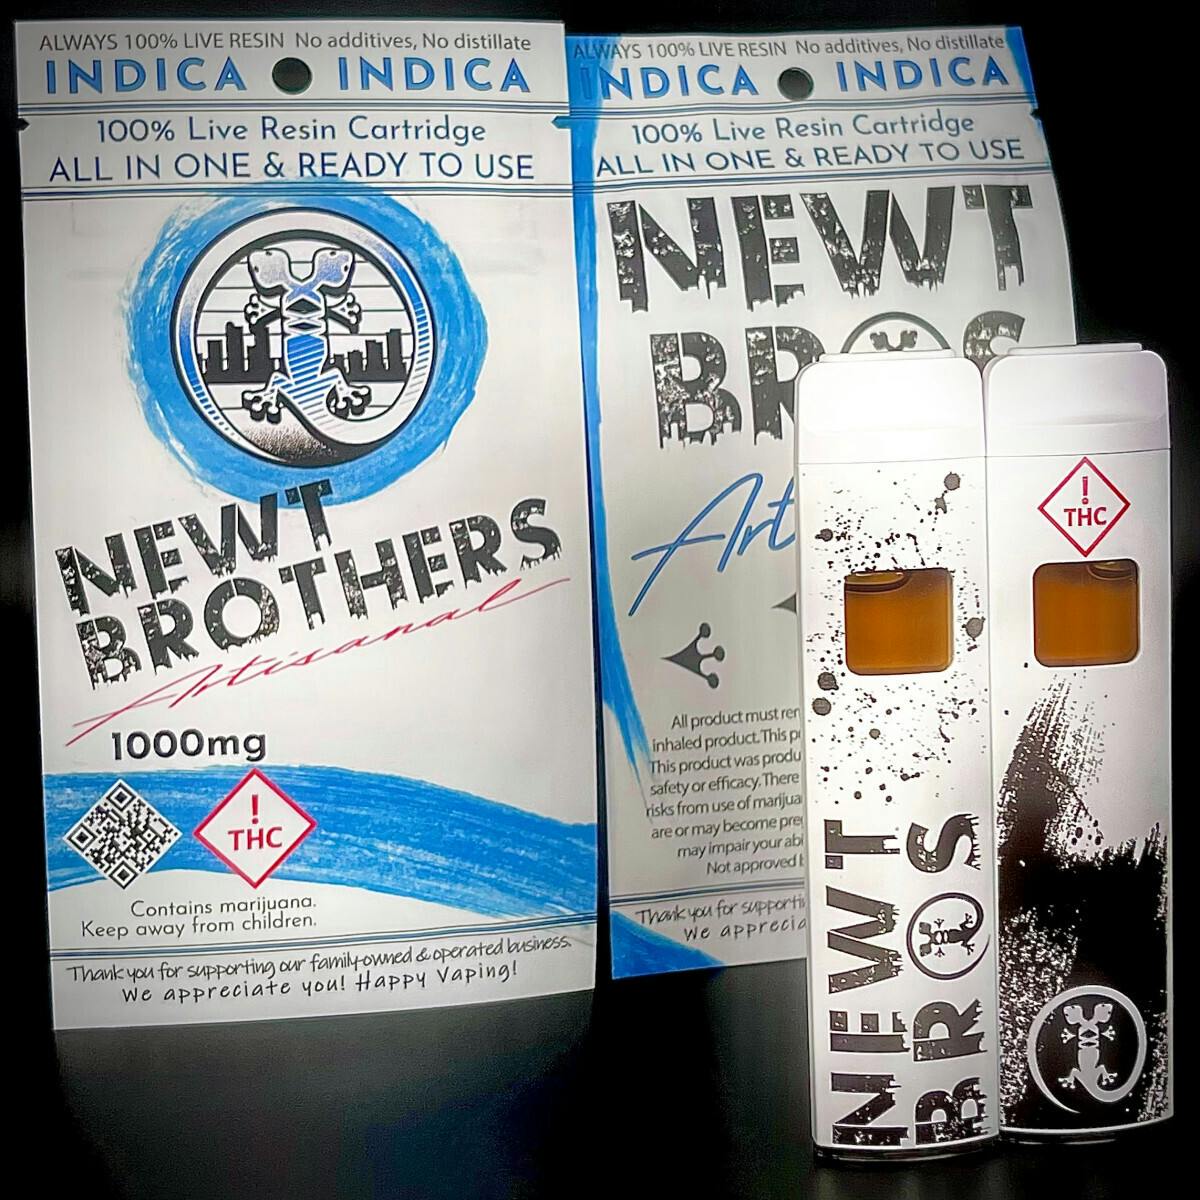 ALWAYS 100% LIVE RESIN No additives, No distillate
INDICA INDICA
100% Live Resin Cartridge
ALL IN ONE & READY TO USE
NEWT
BROTHERS
Artisanal
1000mg
!
THC
Contains marijuana.
Keep away from children.
Thank you for supporting our family-owned & operated business.
We appreciate you! Happy Vaping!
ALWAYS 100% LIVE RESIN No additives, No distillate
INDICA INDICA
100% Live Resin Cartridge
ALL IN ONE & READY TO USE
NEWT
BROS
Art
All product must
inhaled product. This
This product was
safety or efficacy. There
risks from use of
are or may become
may impair your
Not approved
Thank you for
We
NEWT
BROS
!
THC